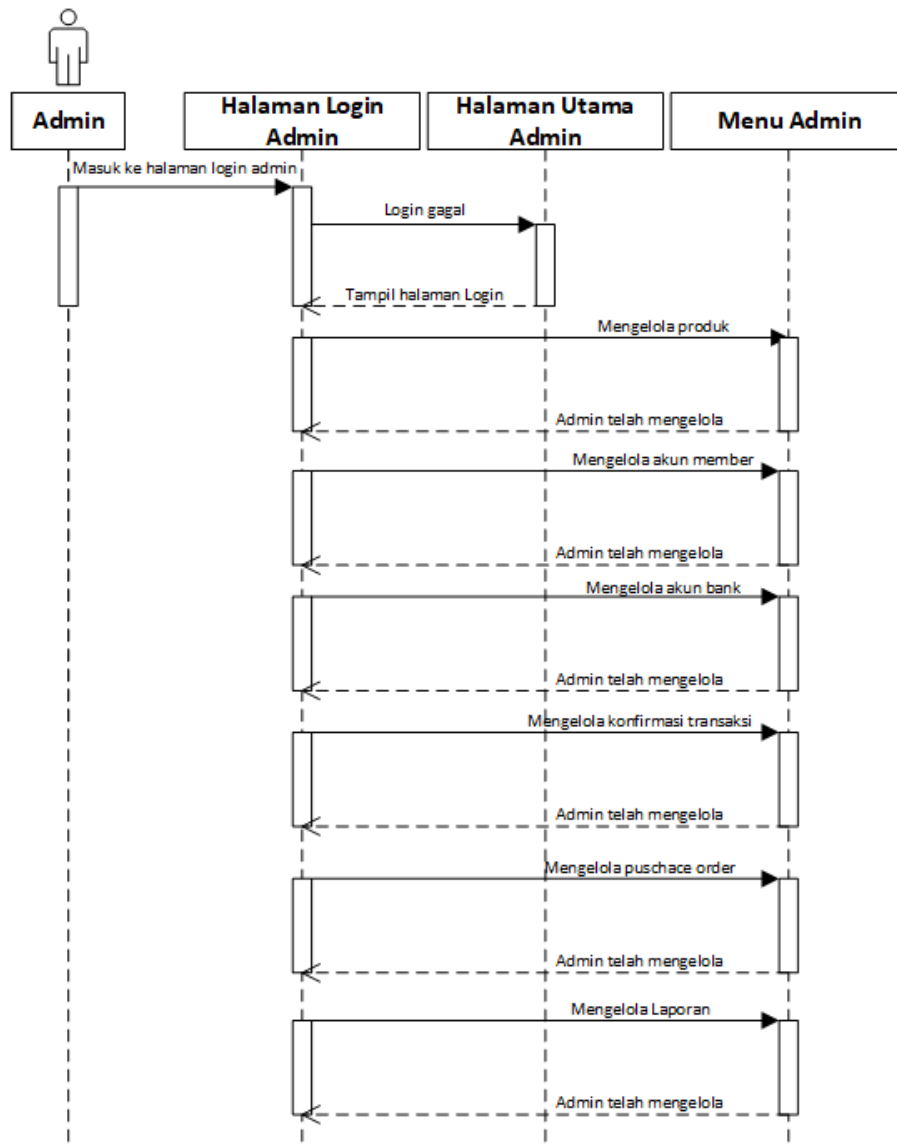 Admin
Halaman Login
Admin
Halaman Utama
Admin
Menu Admin
Masuk ke halaman login admin
Login gagal
Tampil halaman Login
Mengelola produk
Admin telah mengelola
Mengelola akun member
Admin telah mengelola
Mengelola akun bank
Admin telah mengelola
Mengelola konfirmasi transaksi
Admin telah mengelola
Mengelola puschace order
Admin telah mengelola
Mengelola Laporan
Admin telah mengelola